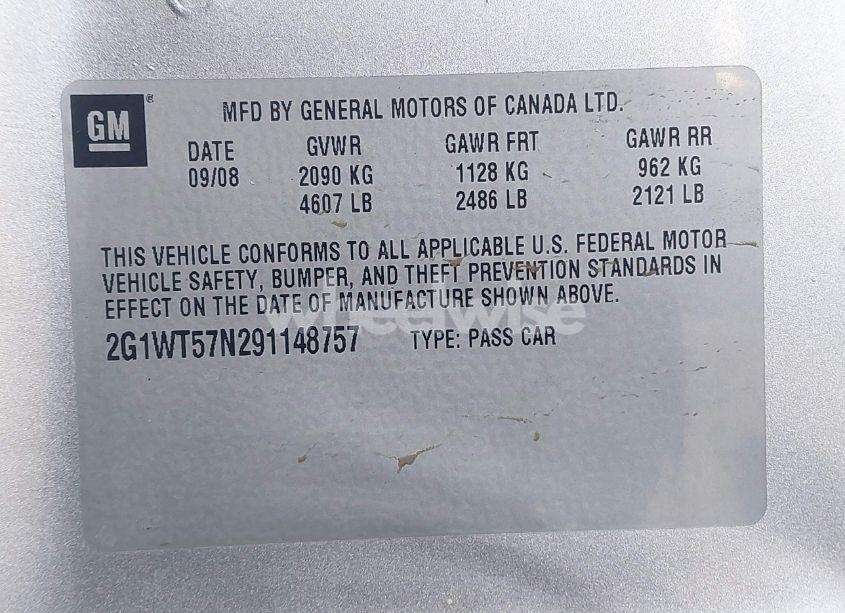 GM®
MFD BY GENERAL MOTORS OF CANADA LTD.
DATE GVWR GAWR FRT GAWR RR
09/08 2090 KG 1128 KG 962 KG
4607 LB 2486 LB 2121 LB
THIS VEHICLE CONFORMS TO ALL APPLICABLE U.S. FEDERAL MOTOR
VEHICLE SAFETY, BUMPER, AND THEFT PREVENTION STANDARDS IN
EFFECT ON THE DATE OF MANUFACTURE SHOWN ABOVE.
wheelwise
2G1WT57N291148757 TYPE: PASS CAR